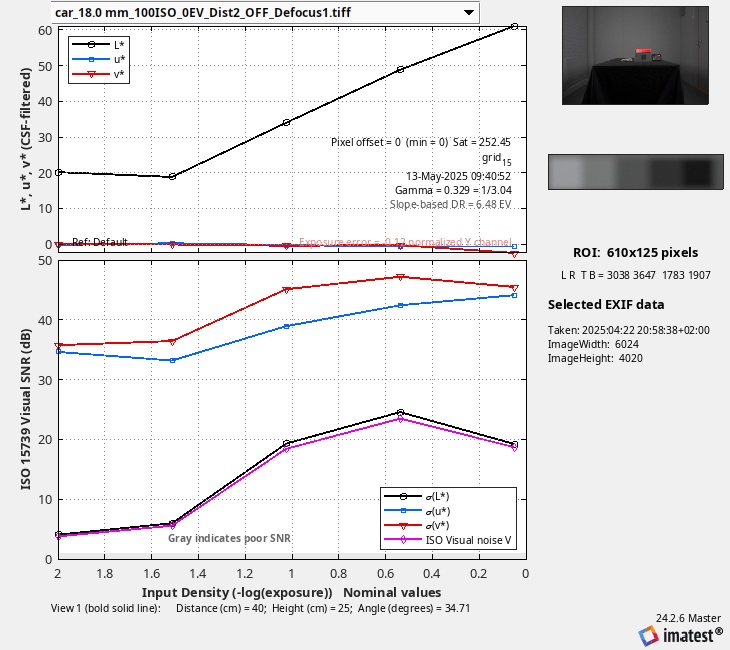 car_18.0 mm_100ISO_0EV_Dist2_OFF_Defocus1.tiff
L*, u*, v* (CSF-filtered)
60
50
40
30
20
10
0
L*
u*
v*
Pixel offset = 0 (min = 0) Sat = 252.45
grid15
13-May-2025 09:40:52
Gamma = 0.329 = 1/3.04
Slope-based DR = 6.48 EV
Ref: Default
Exposure error = -0.12 normalized Y channel
ISO 15739 Visual SNR (dB)
50
40
30
20
10
0
σ(L*)
σ(u*)
σ(v*)
ISO Visual noise V
Gray indicates poor SNR
2 1.8 1.6 1.4 1.2 1 0.8 0.6 0.4 0.2 0
Input Density (-log(exposure)) Nominal values
View 1 (bold solid line): Distance (cm) = 40; Height (cm) = 25; Angle (degrees) = 34.71
ROI: 610x125 pixels
L R T B = 3038 3647 1783 1907
Selected EXIF data
Taken: 2025:04:22 20:58:38+02:00
ImageWidth: 6024
ImageHeight: 4020
24.2.6 Master
imatest®